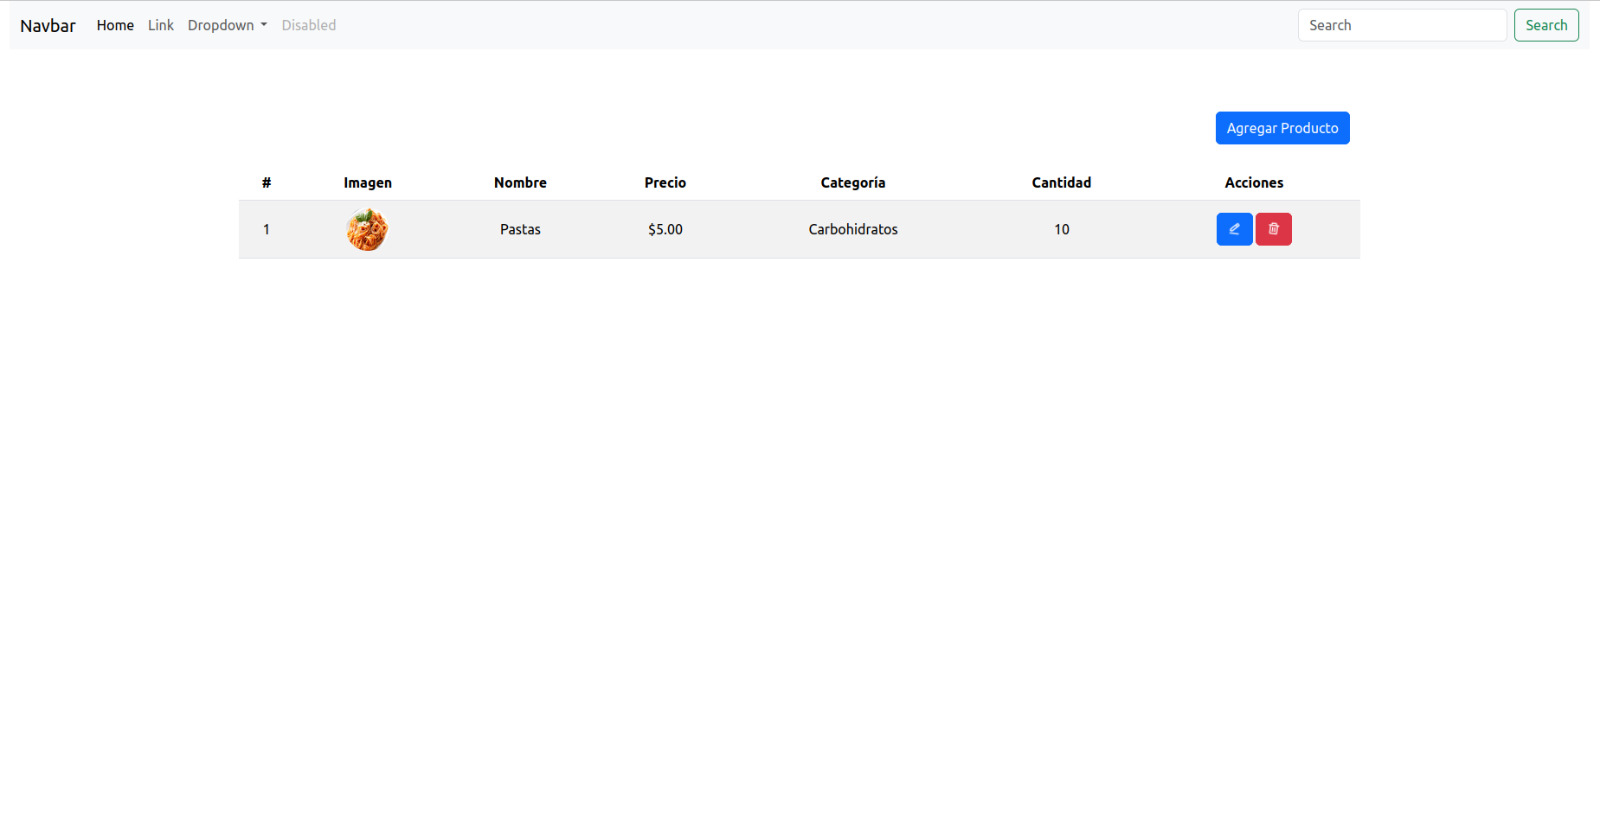 Navbar Home Link Dropdown Disabled Search Search
Agregar Producto
# Imagen Nombre Precio Categoría Cantidad Acciones
1 Pastas $5.00 Carbohidratos 10